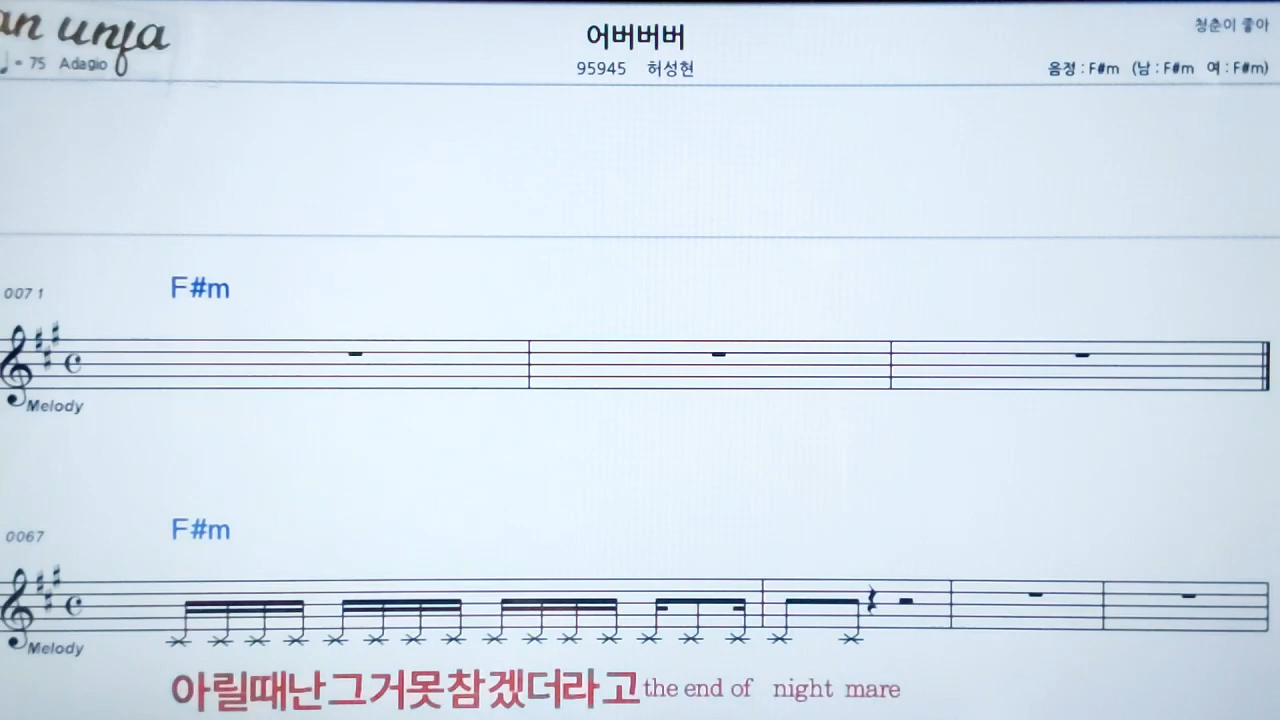 an unfa
어버버버
청춘이 좋아
♩ = 75 Adagio
95945 허성현
음정 : F#m (남 : F#m 여 : F#m)
0071
F#m
Melody
0067
F#m
Melody
아릴때난그거못참겠더라고 the end of night mare